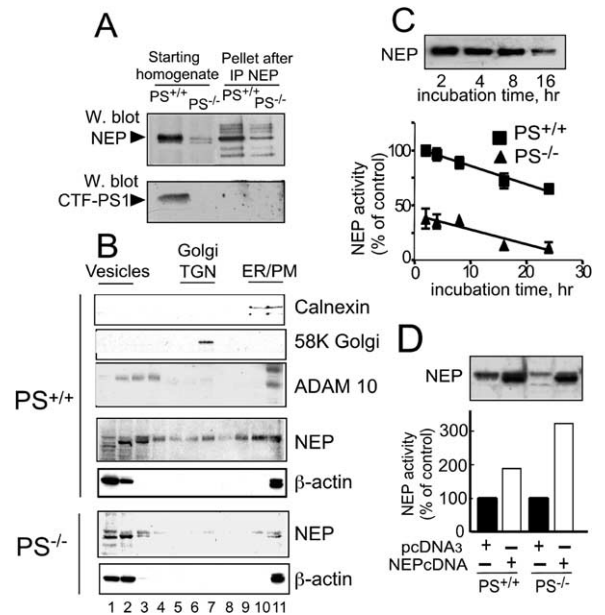 A
Starting homogenate
Pellet after IP NEP
PS+/+ PS-/- PS+/+ PS-/-
W. blot
NEP
W. blot
CTF-PS1
B
Vesicles
Golgi TGN
ER/PM
PS+/+
Calnexin
58K Golgi
ADAM 10
NEP
β-actin
PS-/-
NEP
β-actin
1 2 3 4 5 6 7 8 9 10 11
C
NEP
2 4 8 16
incubation time, hr
NEP activity (% of control)
100
50
0
PS+/+
PS-/-
0 10 20 30
incubation time, hr
D
NEP
NEP activity (% of control)
300
200
100
0
pcDNA3 + - + -
NEPcDNA - + - +
PS+/+ PS-/-